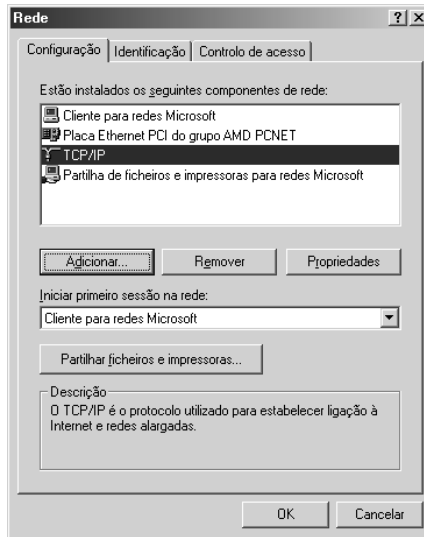 Rede
Configuração
Identificação
Controlo de acesso
Estão instalados os seguintes componentes de rede:
Cliente para redes Microsoft
Placa Ethernet PCI do grupo AMD PCNET
TCP/IP
Partilha de ficheiros e impressoras para redes Microsoft
Adicionar...
Remover
Propriedades
Iniciar primeiro sessão na rede:
Cliente para redes Microsoft
Partilhar ficheiros e impressoras...
Descrição
O TCP/IP é o protocolo utilizado para estabelecer ligação à
Internet e redes alargadas.
OK
Cancelar